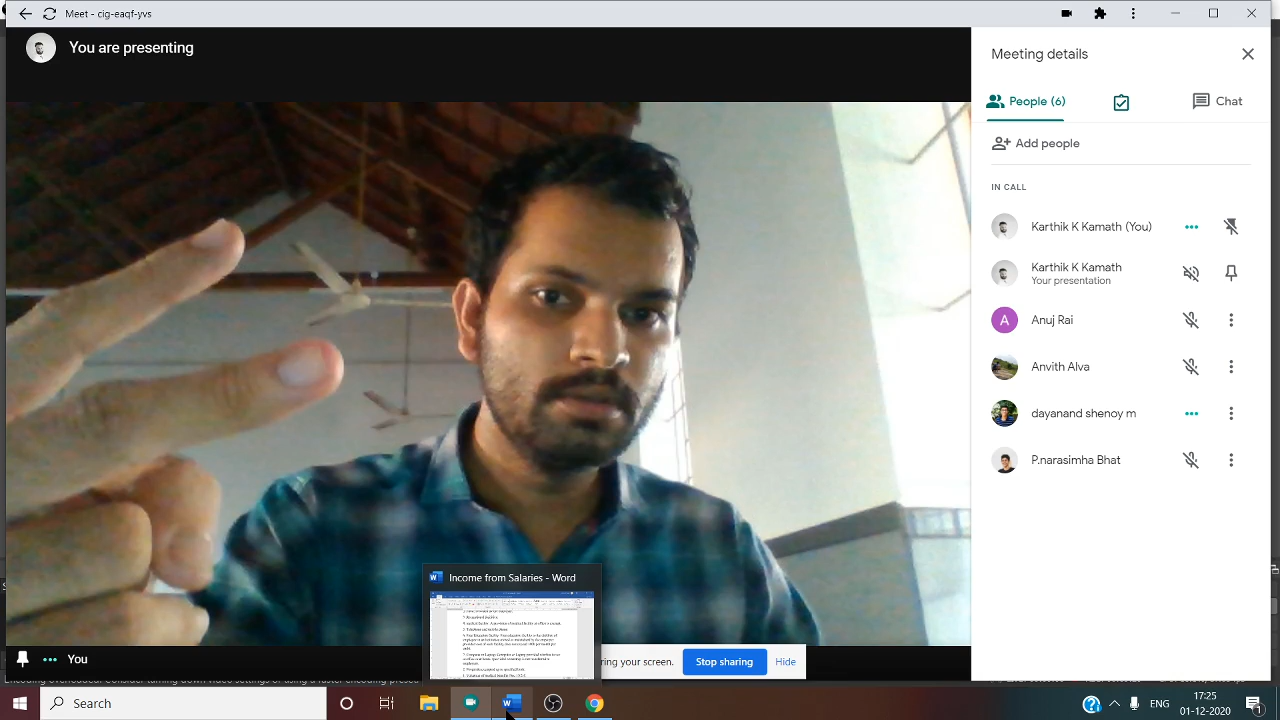 Meet - cig-eaqf-yvs
You are presenting
Meeting details
People (6)
Chat
Add people
IN CALL
Karthik K Kamath (You)
Karthik K Kamath
Your presentation
A
Anuj Rai
Anvith Alva
dayanand shenoy m
P.narasimha Bhat
Income from Salaries - Word
You
your screen.
Stop sharing
Hide
Search
ENG
17:25
01-12-2020